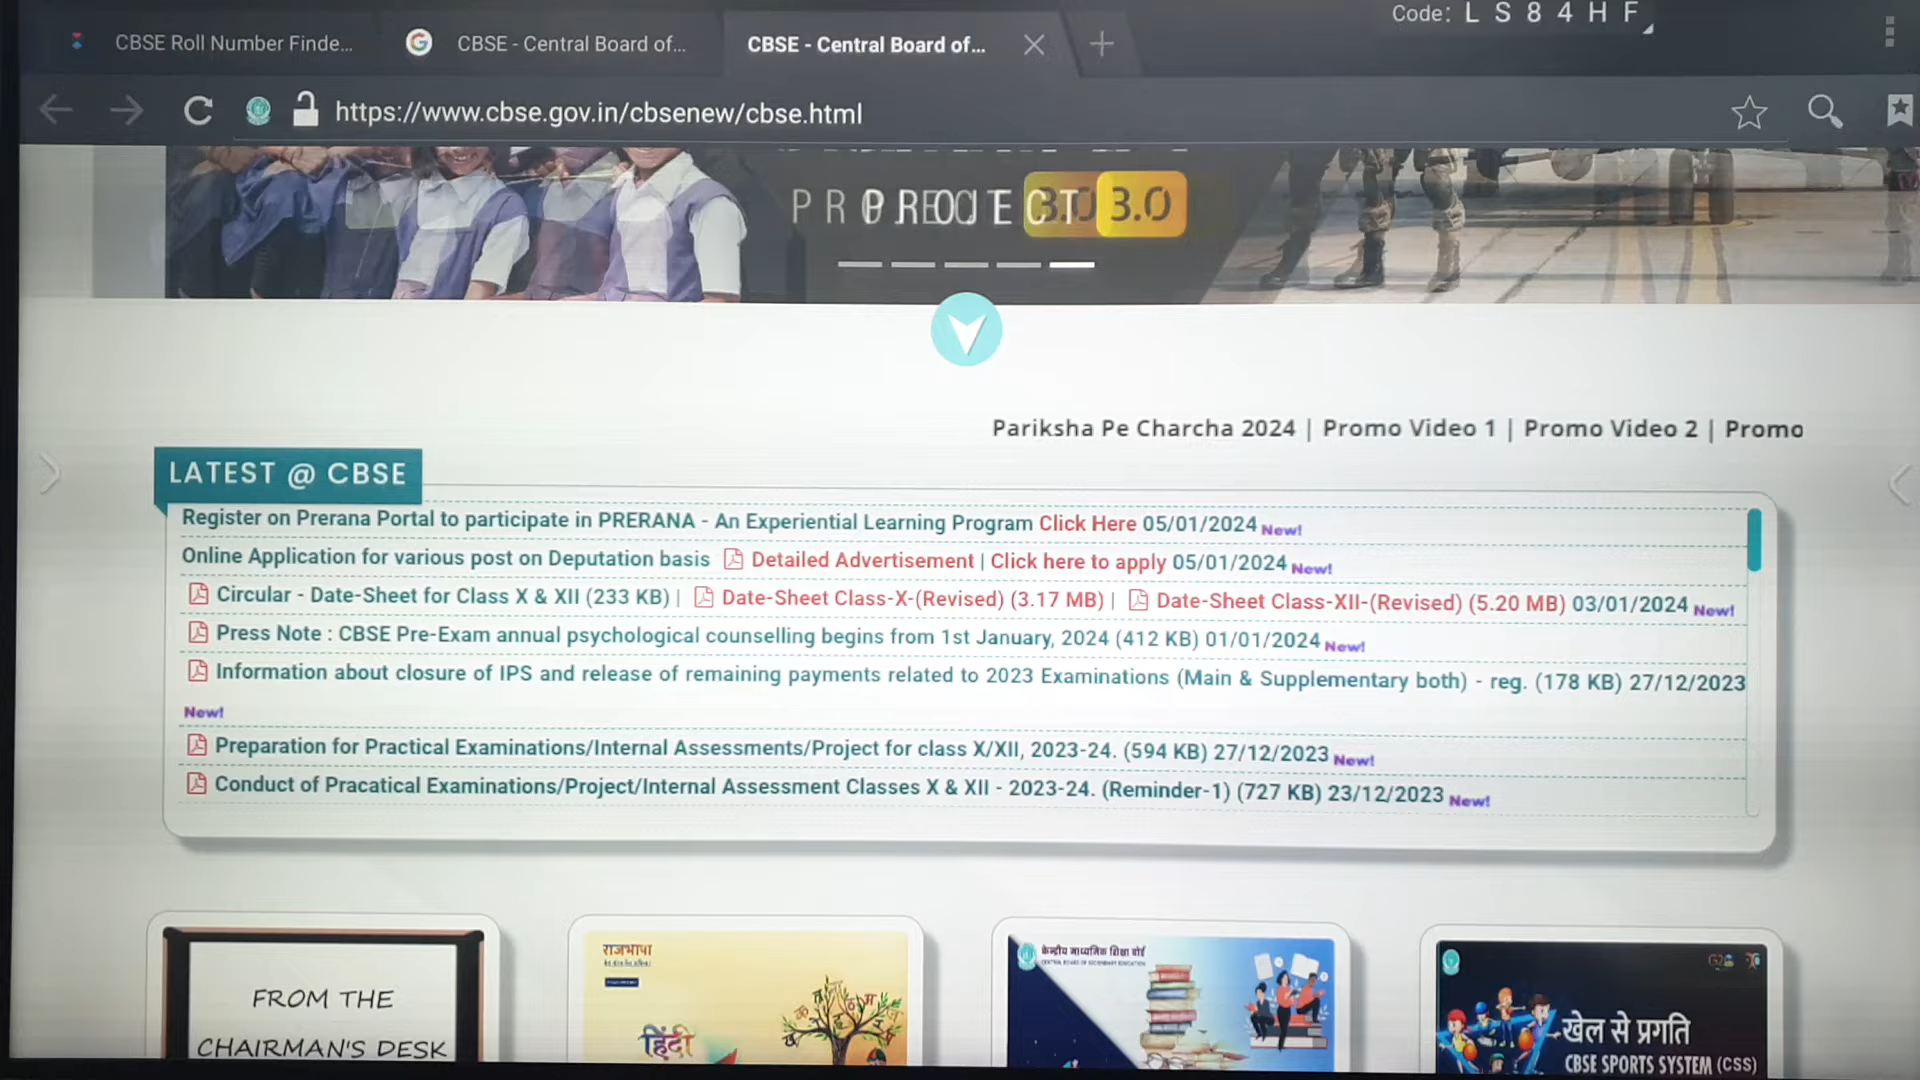 Code: LS84HF
CBSE Roll Number Finde...
CBSE - Central Board of...
CBSE - Central Board of...
https://www.cbse.gov.in/cbsenew/cbse.html
PROJECT 3.0
Pariksha Pe Charcha 2024 | Promo Video 1 | Promo Video 2 | Promo
LATEST @ CBSE
Register on Prerana Portal to participate in PRERANA - An Experiential Learning Program Click Here 05/01/2024 New!
Online Application for various post on Deputation basis Detailed Advertisement | Click here to apply 05/01/2024 New!
Circular - Date-Sheet for Class X & XII (233 KB) | Date-Sheet Class-X-(Revised) (3.17 MB) | Date-Sheet Class-XII-(Revised) (5.20 MB) 03/01/2024 New!
Press Note : CBSE Pre-Exam annual psychological counselling begins from 1st January, 2024 (412 KB) 01/01/2024 New!
Information about closure of IPS and release of remaining payments related to 2023 Examinations (Main & Supplementary both) - reg. (178 KB) 27/12/2023
New!
Preparation for Practical Examinations/Internal Assessments/Project for class X/XII, 2023-24. (594 KB) 27/12/2023 New!
Conduct of Pracatical Examinations/Project/Internal Assessment Classes X & XII - 2023-24. (Reminder-1) (727 KB) 23/12/2023 New!
FROM THE
CHAIRMAN'S DESK
राजभाषा
हिंदी
केन्द्रीय माध्यमिक शिक्षा बोर्ड
CENTRAL BOARD OF SECONDARY EDUCATION
खेल से प्रगति
CBSE SPORTS SYSTEM (CSS)